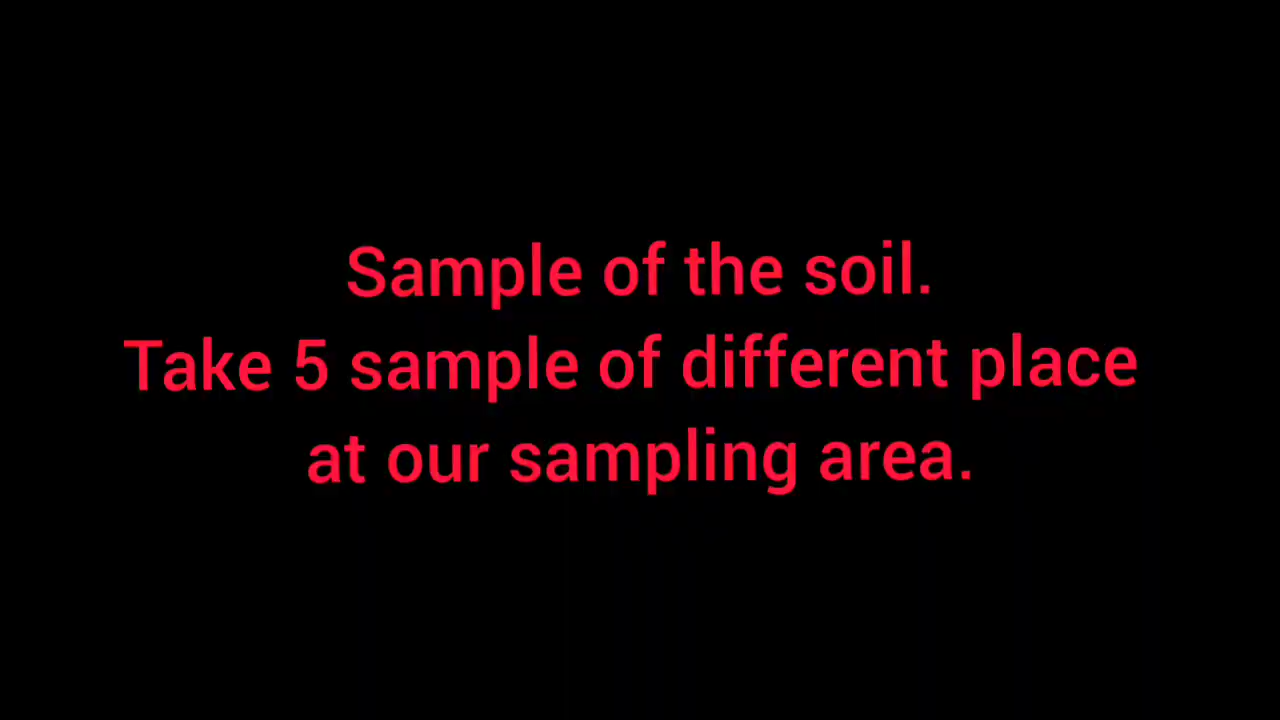 Sample of the soil.
Take 5 sample of different place
at our sampling area.